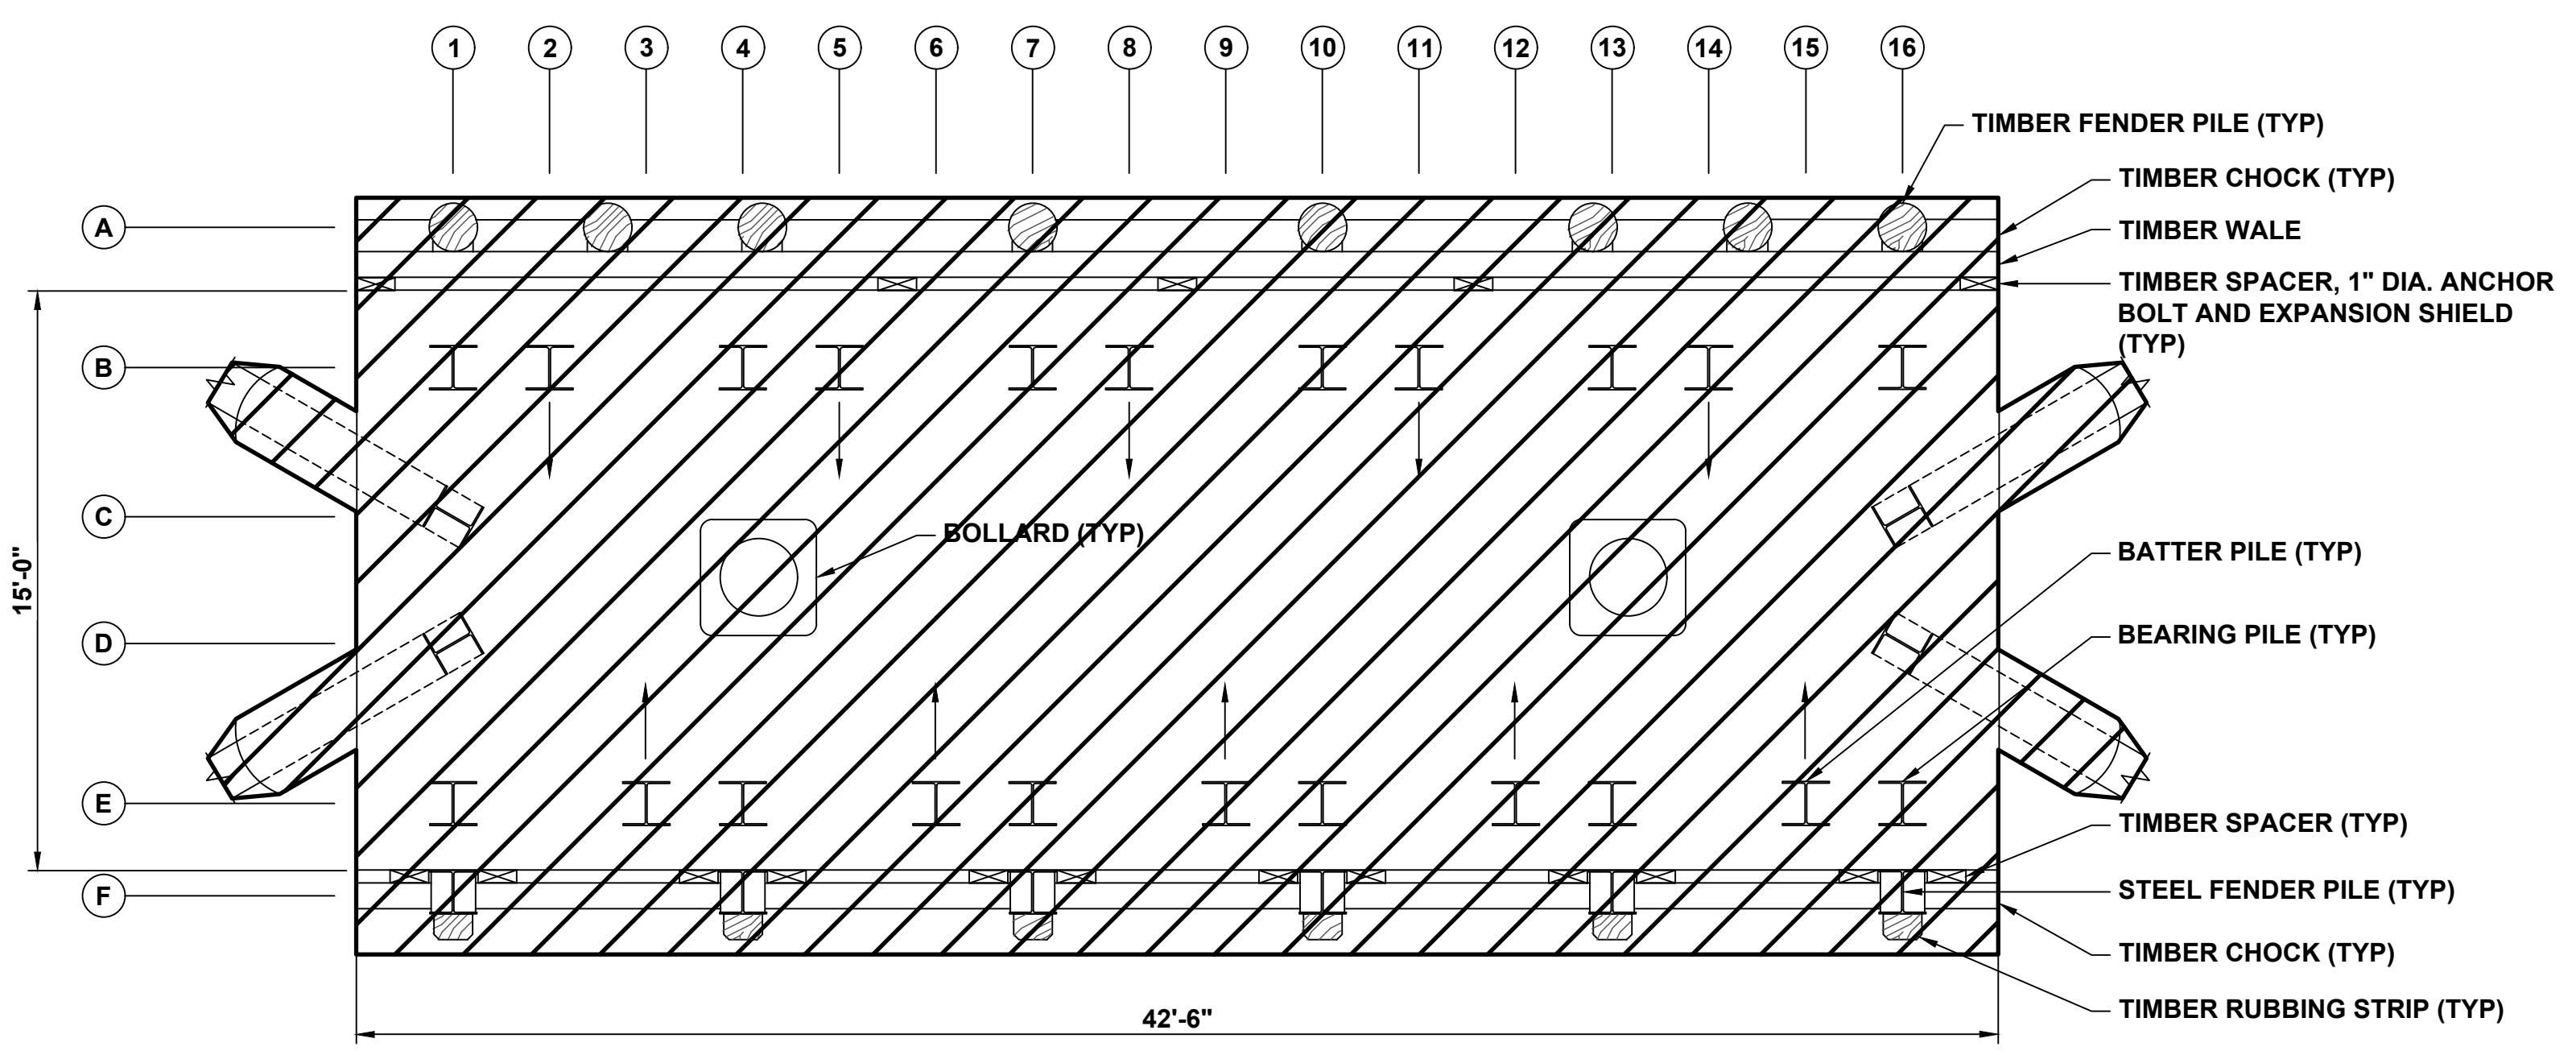 1 2 3 4 5 6 7 8 9 10 11 12 13 14 15 16
TIMBER FENDER PILE (TYP)
TIMBER CHOCK (TYP)
A
TIMBER WALE
TIMBER SPACER, 1" DIA. ANCHOR
BOLT AND EXPANSION SHIELD
(TYP)
B
C
BOLLARD (TYP)
BATTER PILE (TYP)
15'-0"
D
BEARING PILE (TYP)
E
TIMBER SPACER (TYP)
F
STEEL FENDER PILE (TYP)
TIMBER CHOCK (TYP)
TIMBER RUBBING STRIP (TYP)
42'-6"